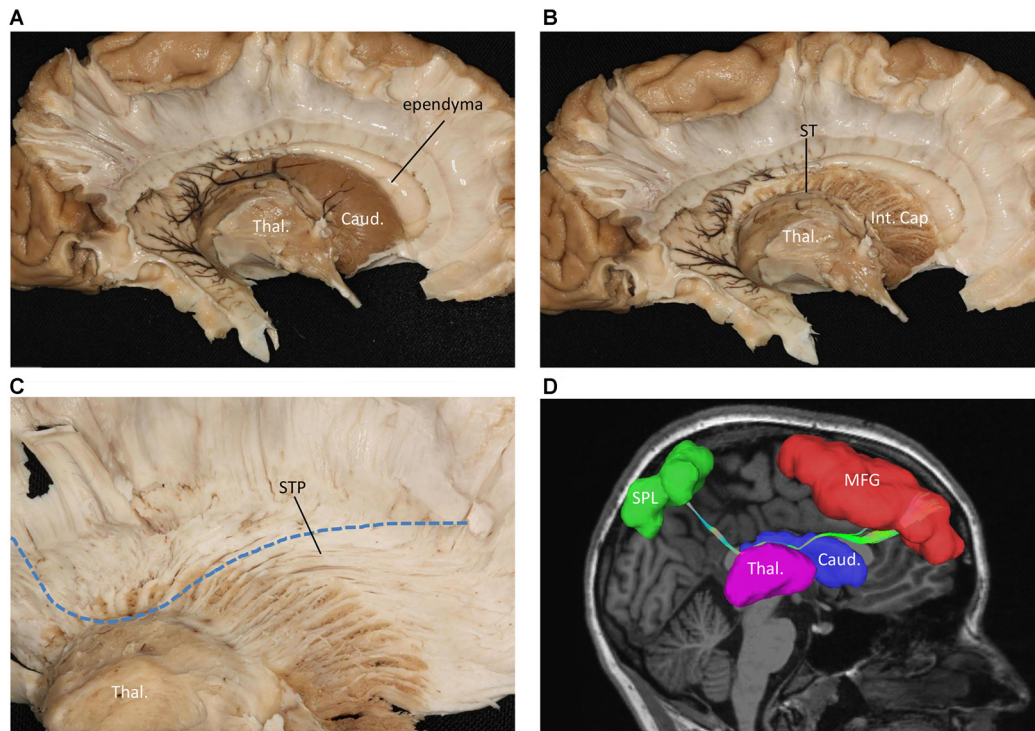 A
B
ependyma
Thal.
Caud.
ST
Thal.
Int. Cap
C
D
STP
Thal.
SPL
MFG
Thal.
Caud.